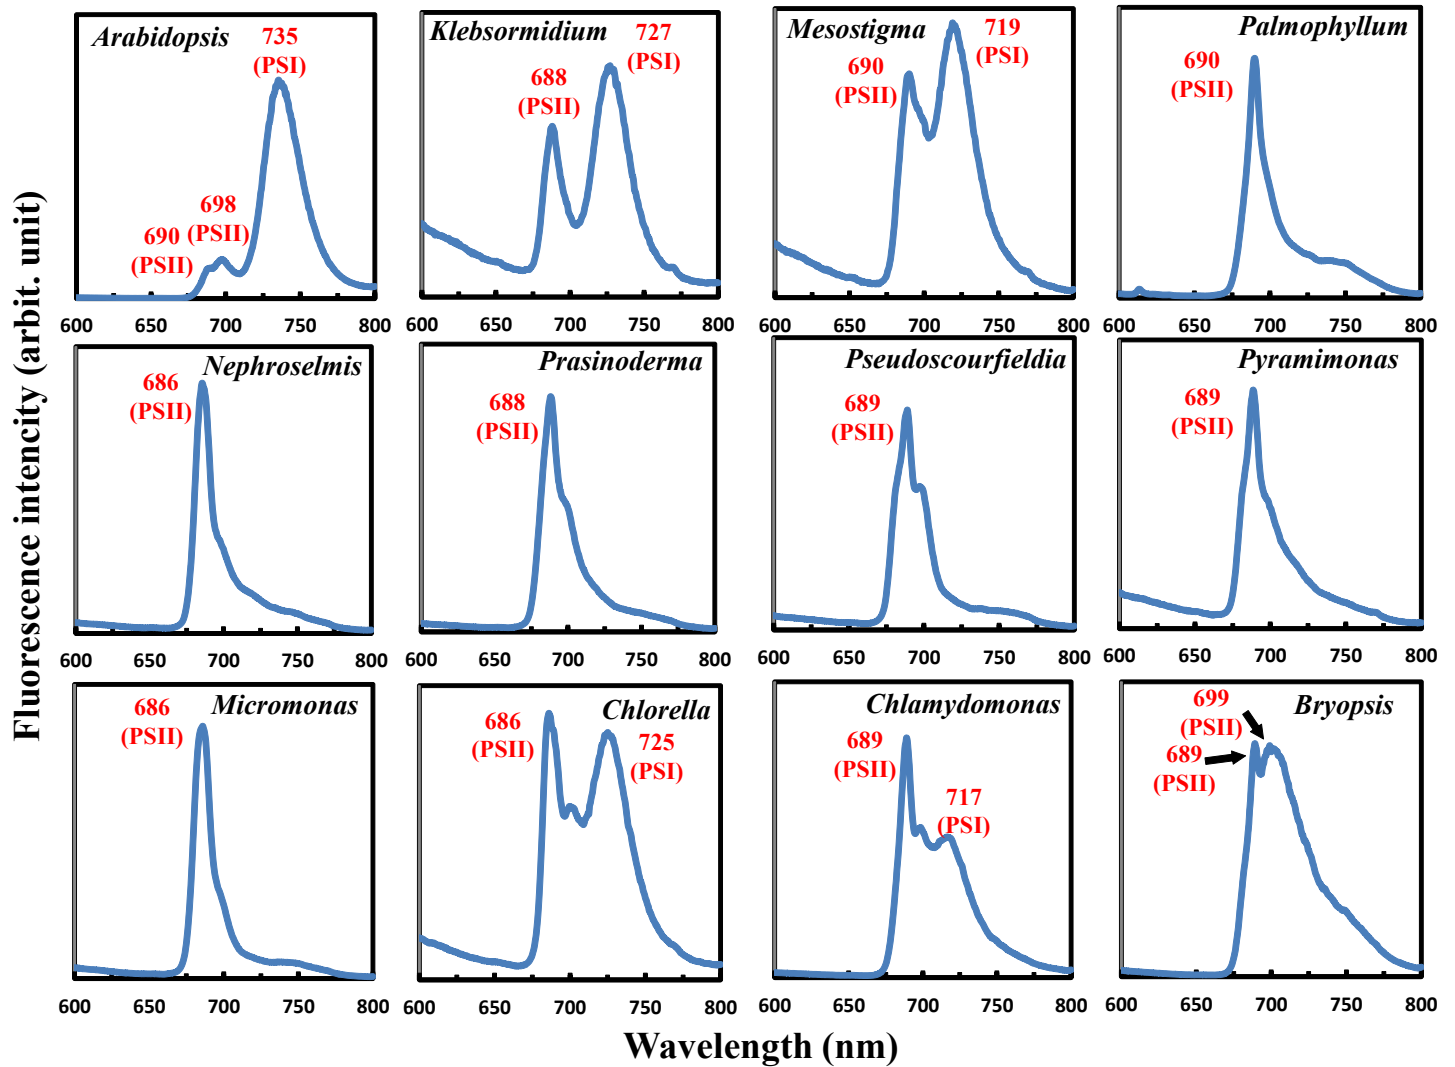 Fluorescence intencity (arbit. unit)
Arabidopsis
735
(PSI)
698
(PSII)
690
(PSII)
600 650 700 750 800
Klebsormidium
727
(PSI)
688
(PSII)
600 650 700 750 800
Mesostigma
719
(PSI)
690
(PSII)
600 650 700 750 800
Palmophyllum
690
(PSII)
600 650 700 750 800
Nephroselmis
686
(PSII)
600 650 700 750 800
Prasinoderma
688
(PSII)
600 650 700 750 800
Pseudoscourfieldia
689
(PSII)
600 650 700 750 800
Pyramimonas
689
(PSII)
600 650 700 750 800
Micromonas
686
(PSII)
600 650 700 750 800
Chlorella
686
(PSII)
725
(PSI)
600 650 700 750 800
Chlamydomonas
689
(PSII)
717
(PSI)
600 650 700 750 800
Bryopsis
699
(PSII)
689
(PSII)
600 650 700 750 800
Wavelength (nm)